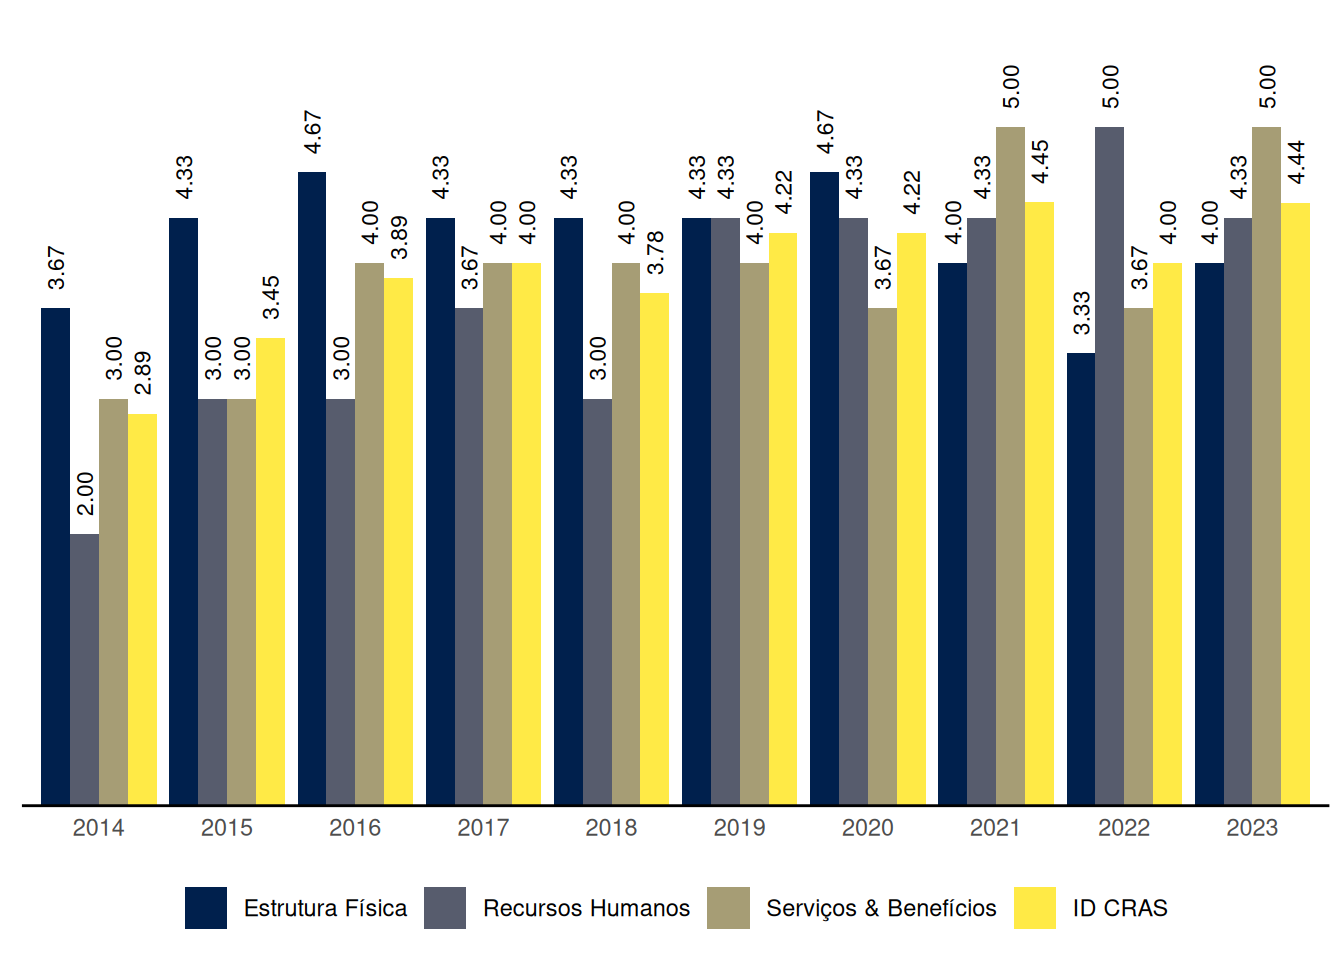 3.67 2.00 3.00 2.89
4.33 3.00 3.00 3.45
4.67 3.00 4.00 3.89
4.33 3.67 4.00 4.00
4.33 3.00 4.00 3.78
4.33 4.33 4.00 4.22
4.67 4.33 3.67 4.22
4.00 4.33 5.00 4.45
3.33 5.00 3.67 4.00
4.00 4.33 5.00 4.44
2014 2015 2016 2017 2018 2019 2020 2021 2022 2023
Estrutura Física Recursos Humanos Serviços & Benefícios ID CRAS